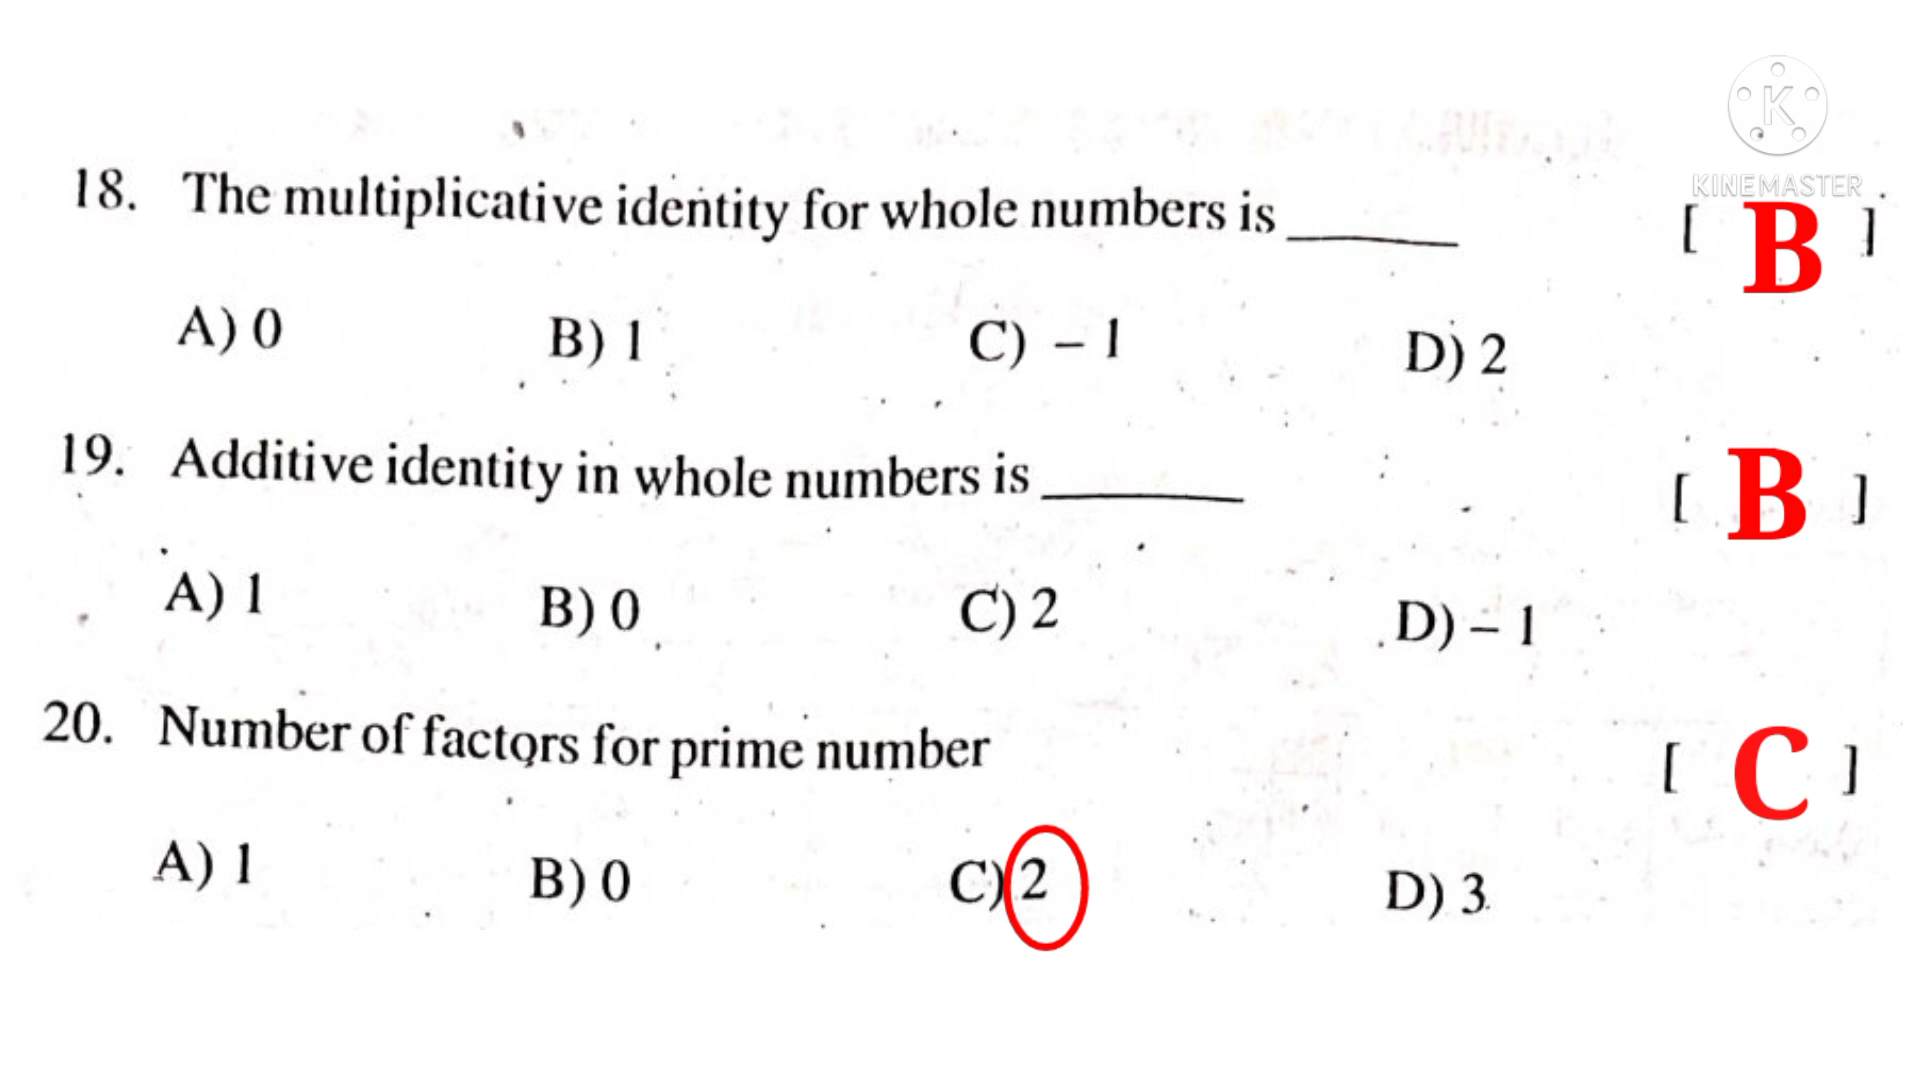 KINEMASTER
18. The multiplicative identity for whole numbers is ______ [ B ]
A) 0 B) 1 C) – 1 D) 2
19. Additive identity in whole numbers is ______ [ B ]
A) 1 B) 0 C) 2 D) – 1
20. Number of factors for prime number [ C ]
A) 1 B) 0 C) 2 D) 3